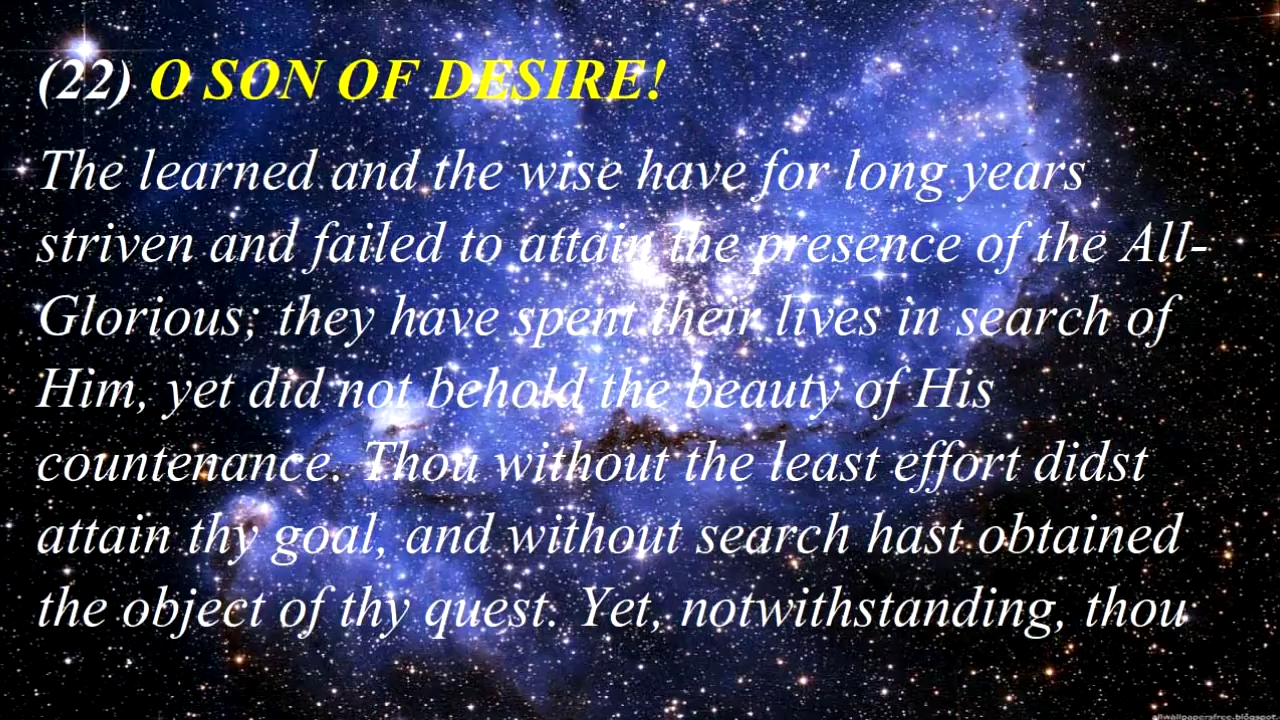 (22) O SON OF DESIRE!
The learned and the wise have for long years
striven and failed to attain the presence of the All-
Glorious; they have spent their lives in search of
Him, yet did not behold the beauty of His
countenance. Thou without the least effort didst
attain thy goal, and without search hast obtained
the object of thy quest. Yet, notwithstanding, thou